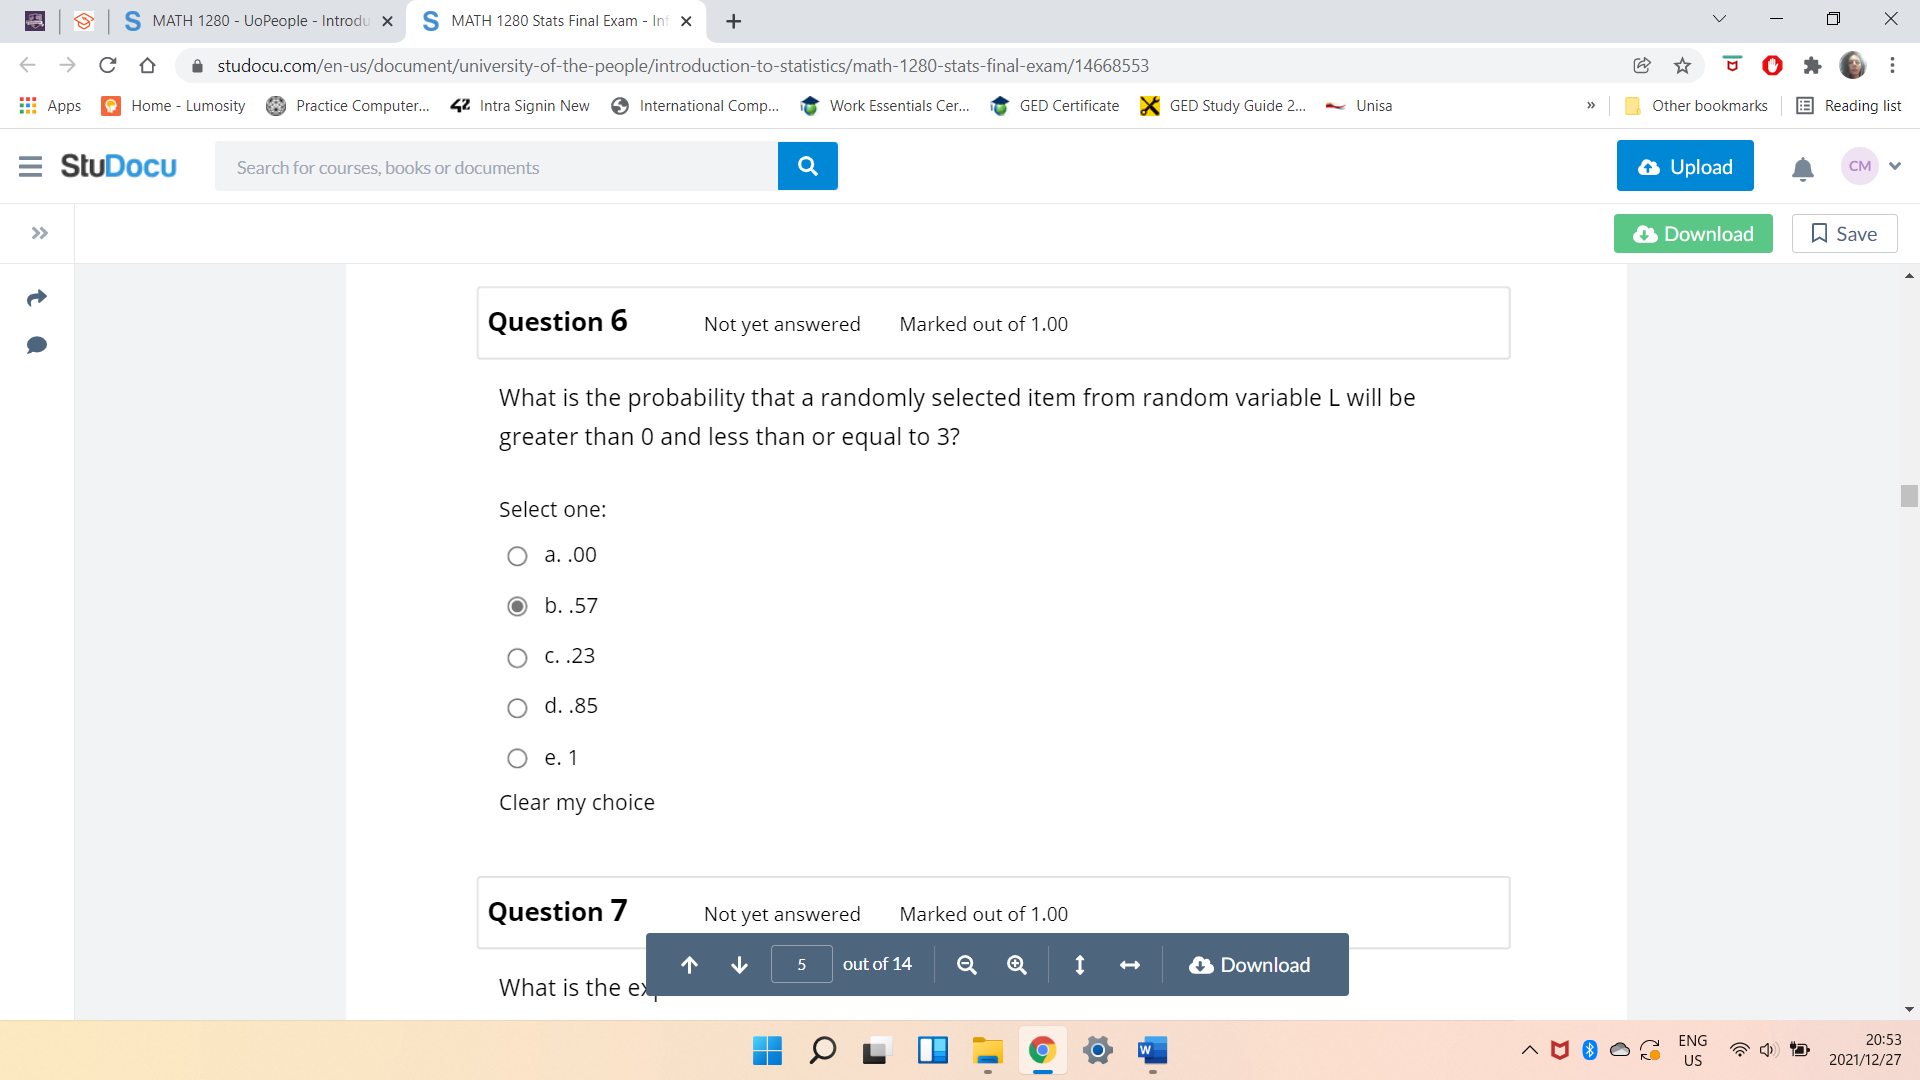 MATH 1280 - UoPeople - Introdu
MATH 1280 Stats Final Exam - Inf
studocu.com/en-us/document/university-of-the-people/introduction-to-statistics/math-1280-stats-final-exam/14668553
Apps
Home - Lumosity
Practice Computer...
42 Intra Signin New
International Comp...
Work Essentials Cer...
GED Certificate
GED Study Guide 2...
Unisa
»
Other bookmarks
Reading list
StuDocu
Search for courses, books or documents
Upload
CM
Download
Save
Question 6 Not yet answered Marked out of 1.00
What is the probability that a randomly selected item from random variable L will be
greater than 0 and less than or equal to 3?
Select one:
a. .00
b. .57
c. .23
d. .85
e. 1
Clear my choice
Question 7 Not yet answered Marked out of 1.00
What is the
5 out of 14
Download
ENG
US
20:53
2021/12/27